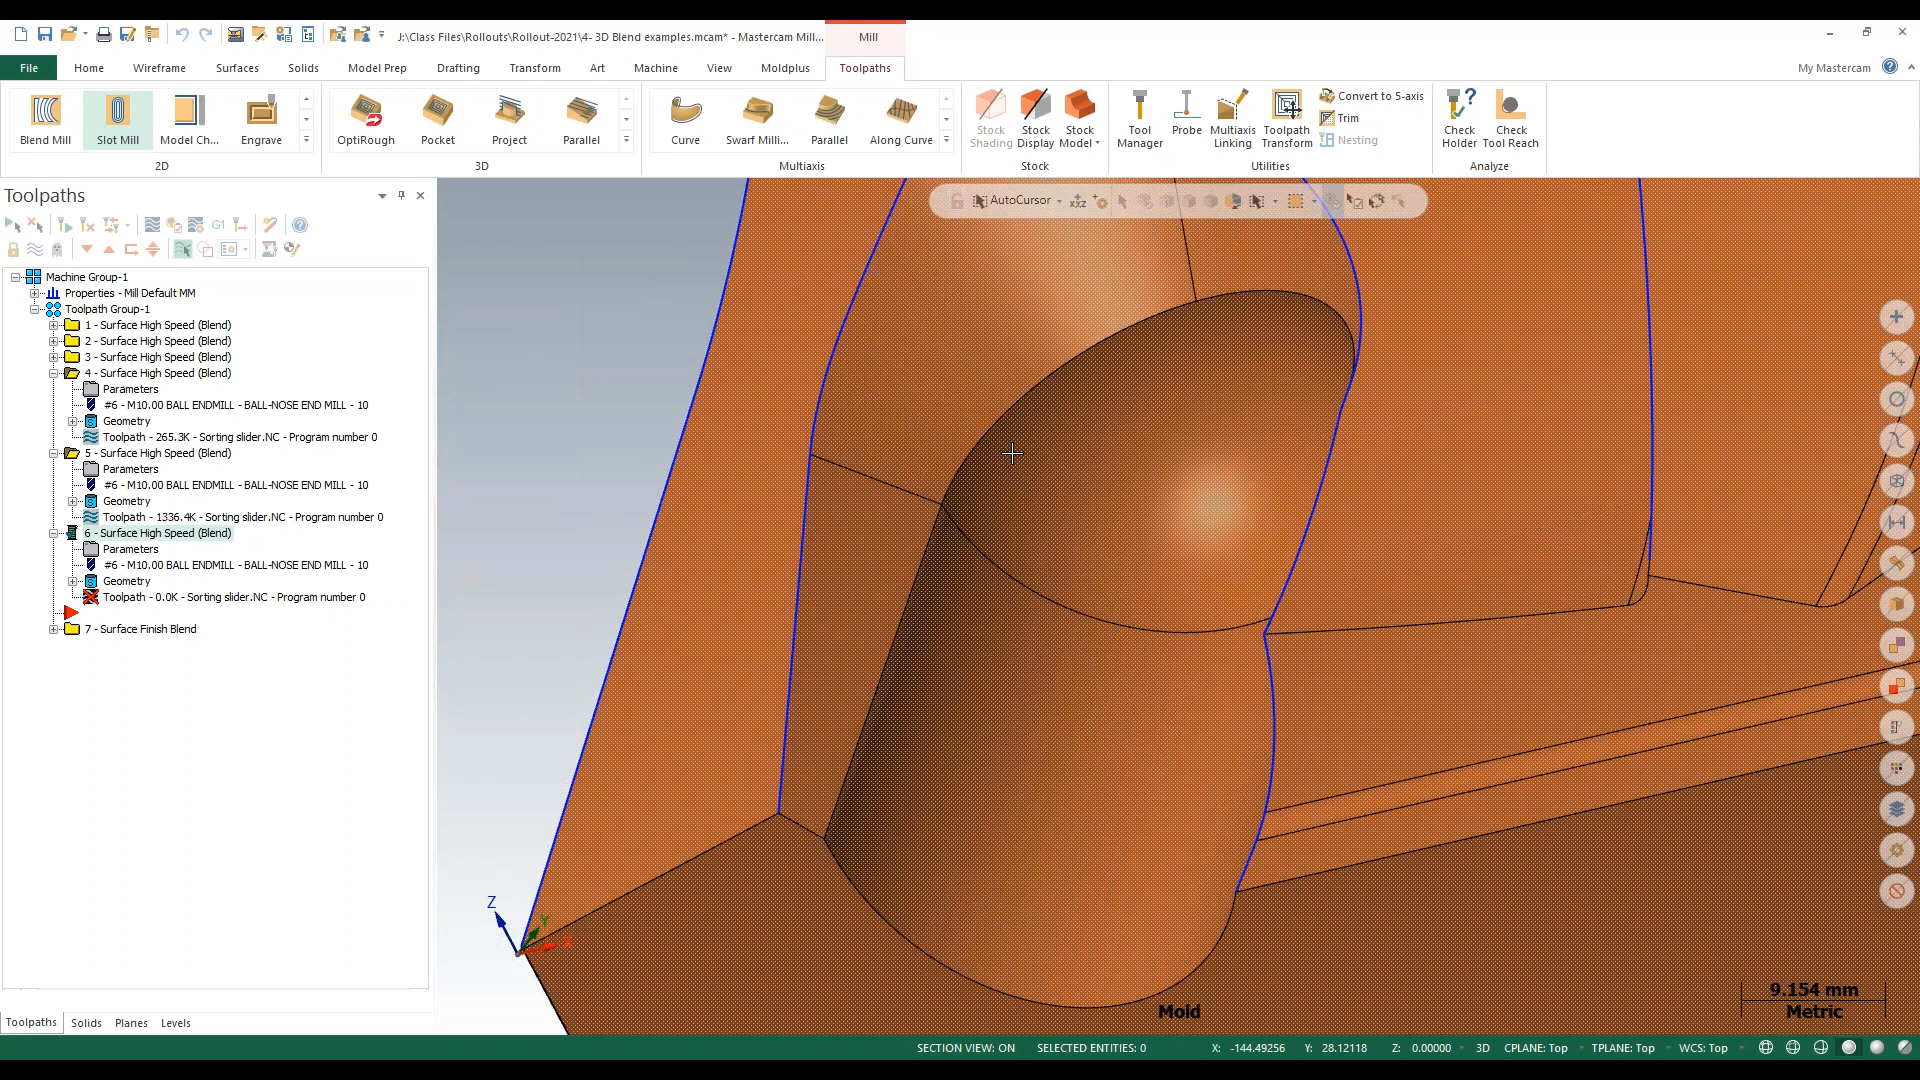 J:\Class Files\Rollouts\Rollout-2021\4- 3D Blend examples.mcam* - Mastercam Mill...
Mill
File Home Wireframe Surfaces Solids Model Prep Drafting Transform Art Machine View Moldplus Toolpaths
My Mastercam
Blend Mill Slot Mill Model Ch... Engrave
2D
OptiRough Pocket Project Parallel
3D
Curve Swarf Milli... Parallel Along Curve
Multiaxis
Stock Shading
Stock Display
Stock Model
Stock
Tool Manager
Probe
Multiaxis Linking
Toolpath Transform
Convert to 5-axis
Trim
Nesting
Utilities
Check Holder
Check Tool Reach
Analyze
Toolpaths
G1
AutoCursor
XYZ
Machine Group-1
Properties - Mill Default MM
Toolpath Group-1
1 - Surface High Speed (Blend)
2 - Surface High Speed (Blend)
3 - Surface High Speed (Blend)
4 - Surface High Speed (Blend)
Parameters
#6 - M10.00 BALL ENDMILL - BALL-NOSE END MILL - 10
Geometry
Toolpath - 265.3K - Sorting slider.NC - Program number 0
5 - Surface High Speed (Blend)
Parameters
#6 - M10.00 BALL ENDMILL - BALL-NOSE END MILL - 10
Geometry
Toolpath - 1336.4K - Sorting slider.NC - Program number 0
6 - Surface High Speed (Blend)
Parameters
#6 - M10.00 BALL ENDMILL - BALL-NOSE END MILL - 10
Geometry
Toolpath - 0.0K - Sorting slider.NC - Program number 0
7 - Surface Finish Blend
Z
Y
X
Mold
9.154 mm
Metric
Toolpaths Solids Planes Levels
SECTION VIEW: ON SELECTED ENTITIES: 0 X: -144.49256 Y: 28.12118 Z: 0.00000 3D CPLANE: Top TPLANE: Top WCS: Top